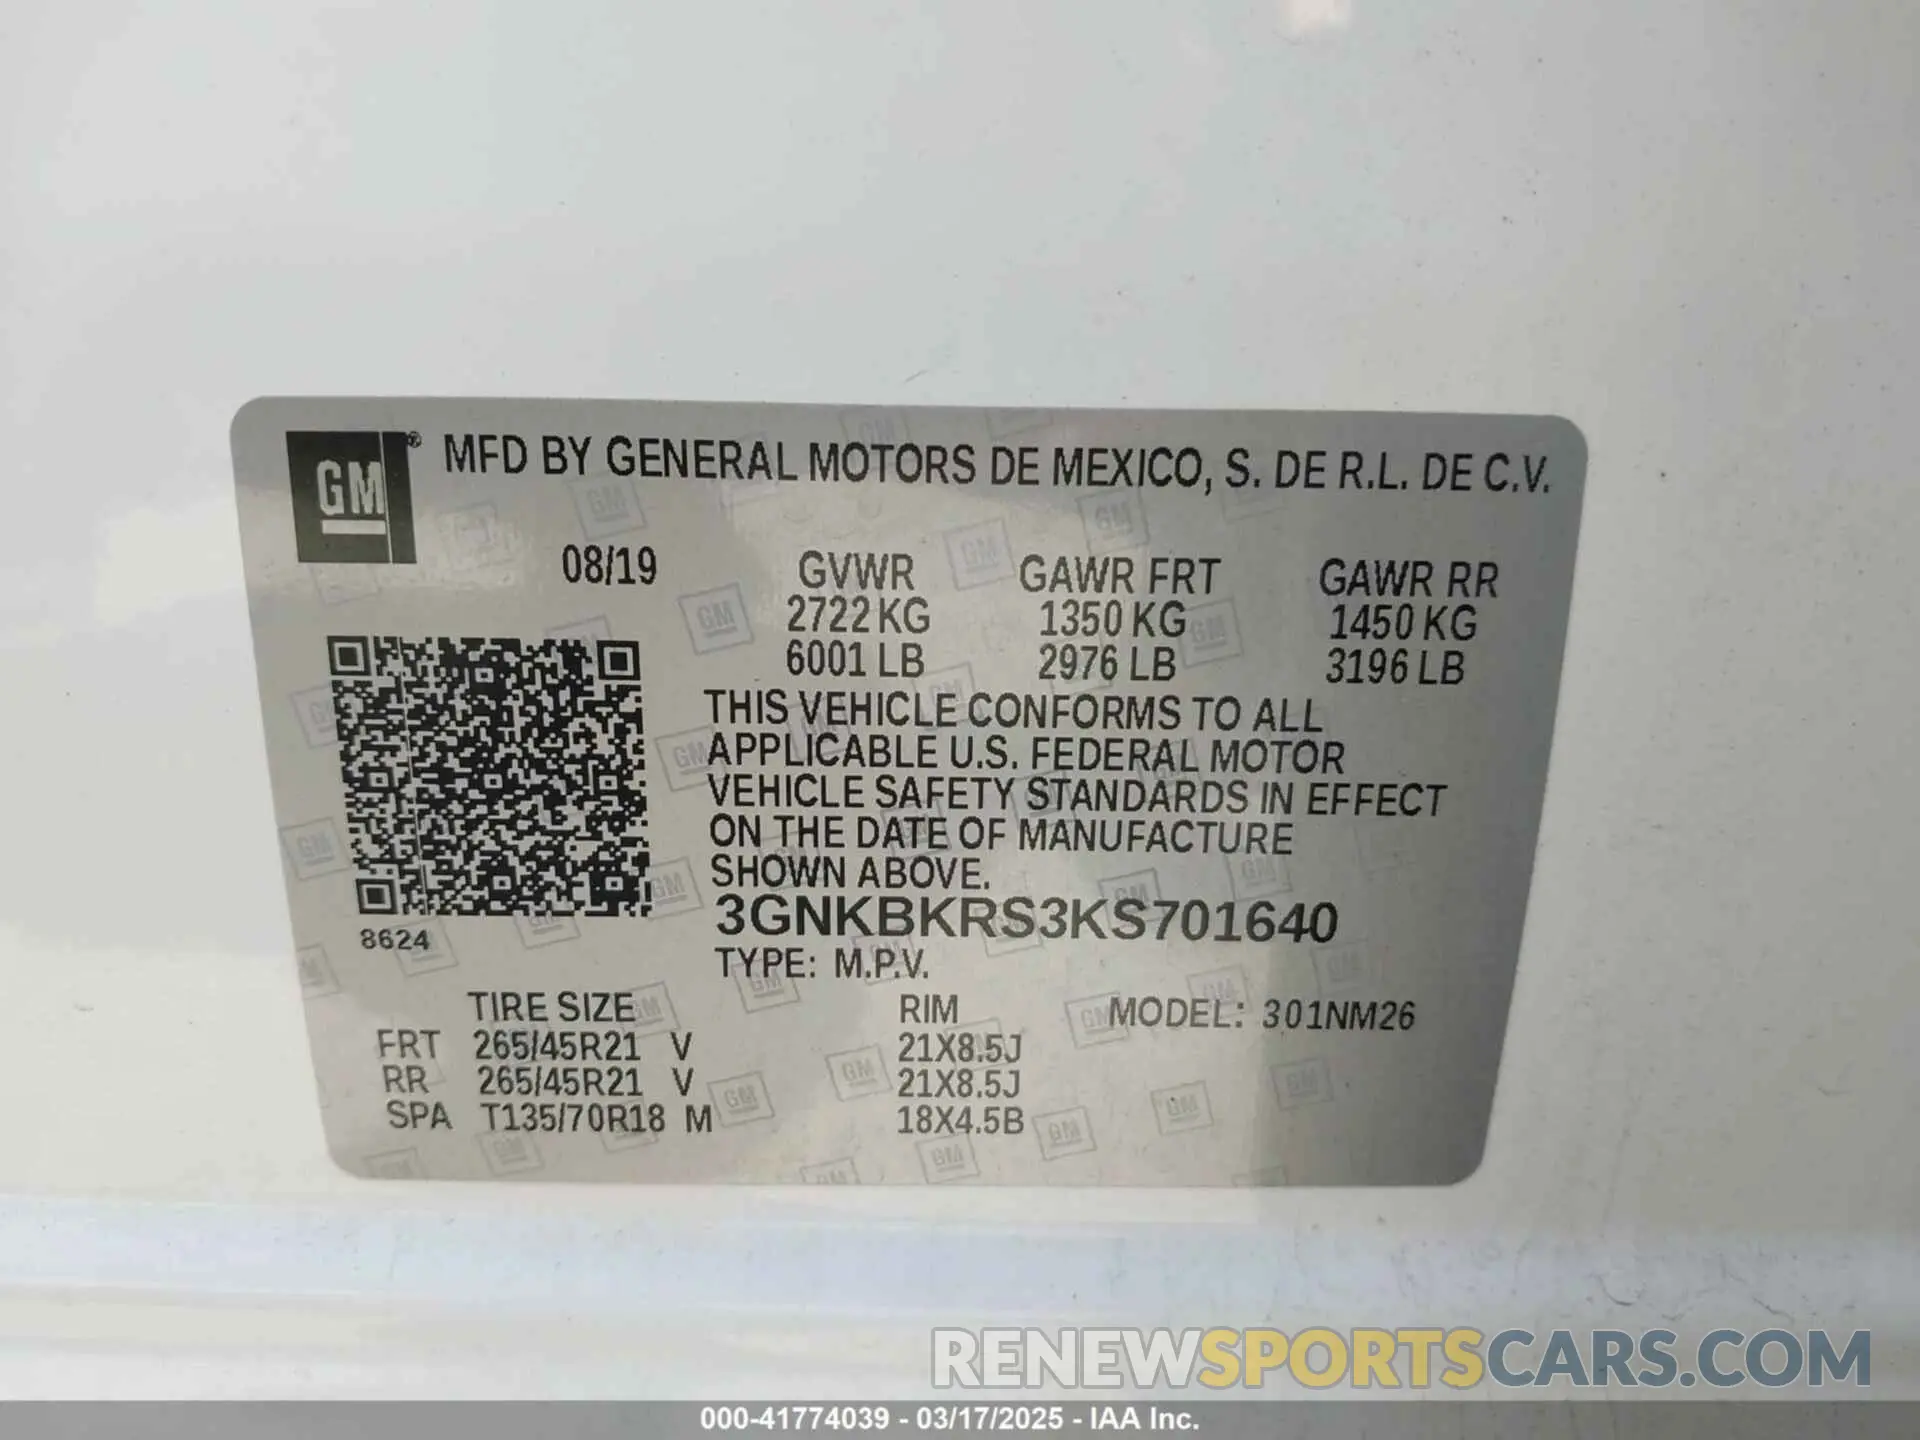 GM® MFD BY GENERAL MOTORS DE MEXICO, S. DE R.L. DE C.V.
08/19 GVWR GAWR FRT GAWR RR
2722 KG 1350 KG 1450 KG
6001 LB 2976 LB 3196 LB
THIS VEHICLE CONFORMS TO ALL
APPLICABLE U.S. FEDERAL MOTOR
VEHICLE SAFETY STANDARDS IN EFFECT
ON THE DATE OF MANUFACTURE
SHOWN ABOVE.
3GNKBKRS3KS701640
8624
TYPE: M.P.V.
TIRE SIZE RIM MODEL: 301NM26
FRT 265/45R21 V 21X8.5J
RR 265/45R21 V 21X8.5J
SPA T135/70R18 M 18X4.5B
RENEWSPORTSCARS.COM
000-41774039 - 03/17/2025 - IAA Inc.